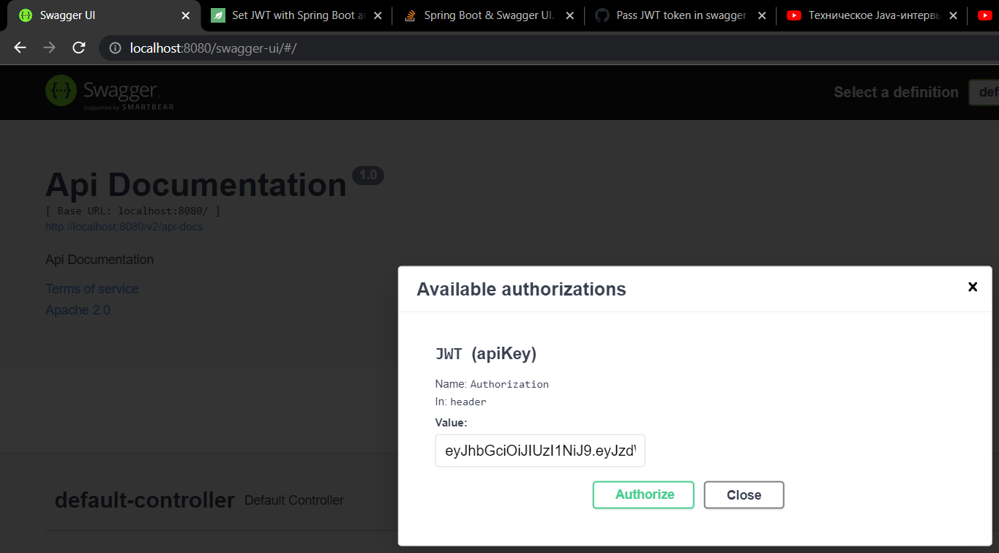 Swagger UI
Set JWT with Spring Boot a
Spring Boot & Swagger UI.
Pass JWT token in swagger
Техническое Java-интервь
localhost:8080/swagger-ui/#/
Swagger
Supported by SMARTBEAR
Select a definition
def
Api Documentation 1.0
[ Base URL: localhost:8080/ ]
http://localhost:8080/v2/api-docs
Api Documentation
Terms of service
Apache 2.0
Available authorizations
JWT (apiKey)
Name: Authorization
In: header
Value:
eyJhbGciOiJIUzI1NiJ9.eyJzd
Authorize
Close
default-controller Default Controller